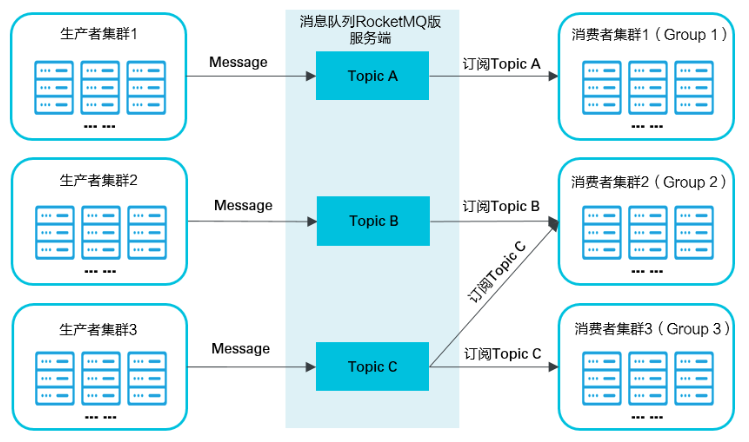 生产者集群1
... ...
Message
消息队列RocketMQ版
服务端
Topic A
订阅Topic A
消费者集群1（Group 1）
... ...
生产者集群2
... ...
Message
Topic B
订阅Topic B
订阅Topic C
消费者集群2（Group 2）
... ...
生产者集群3
... ...
Message
Topic C
订阅Topic C
消费者集群3（Group 3）
... ...